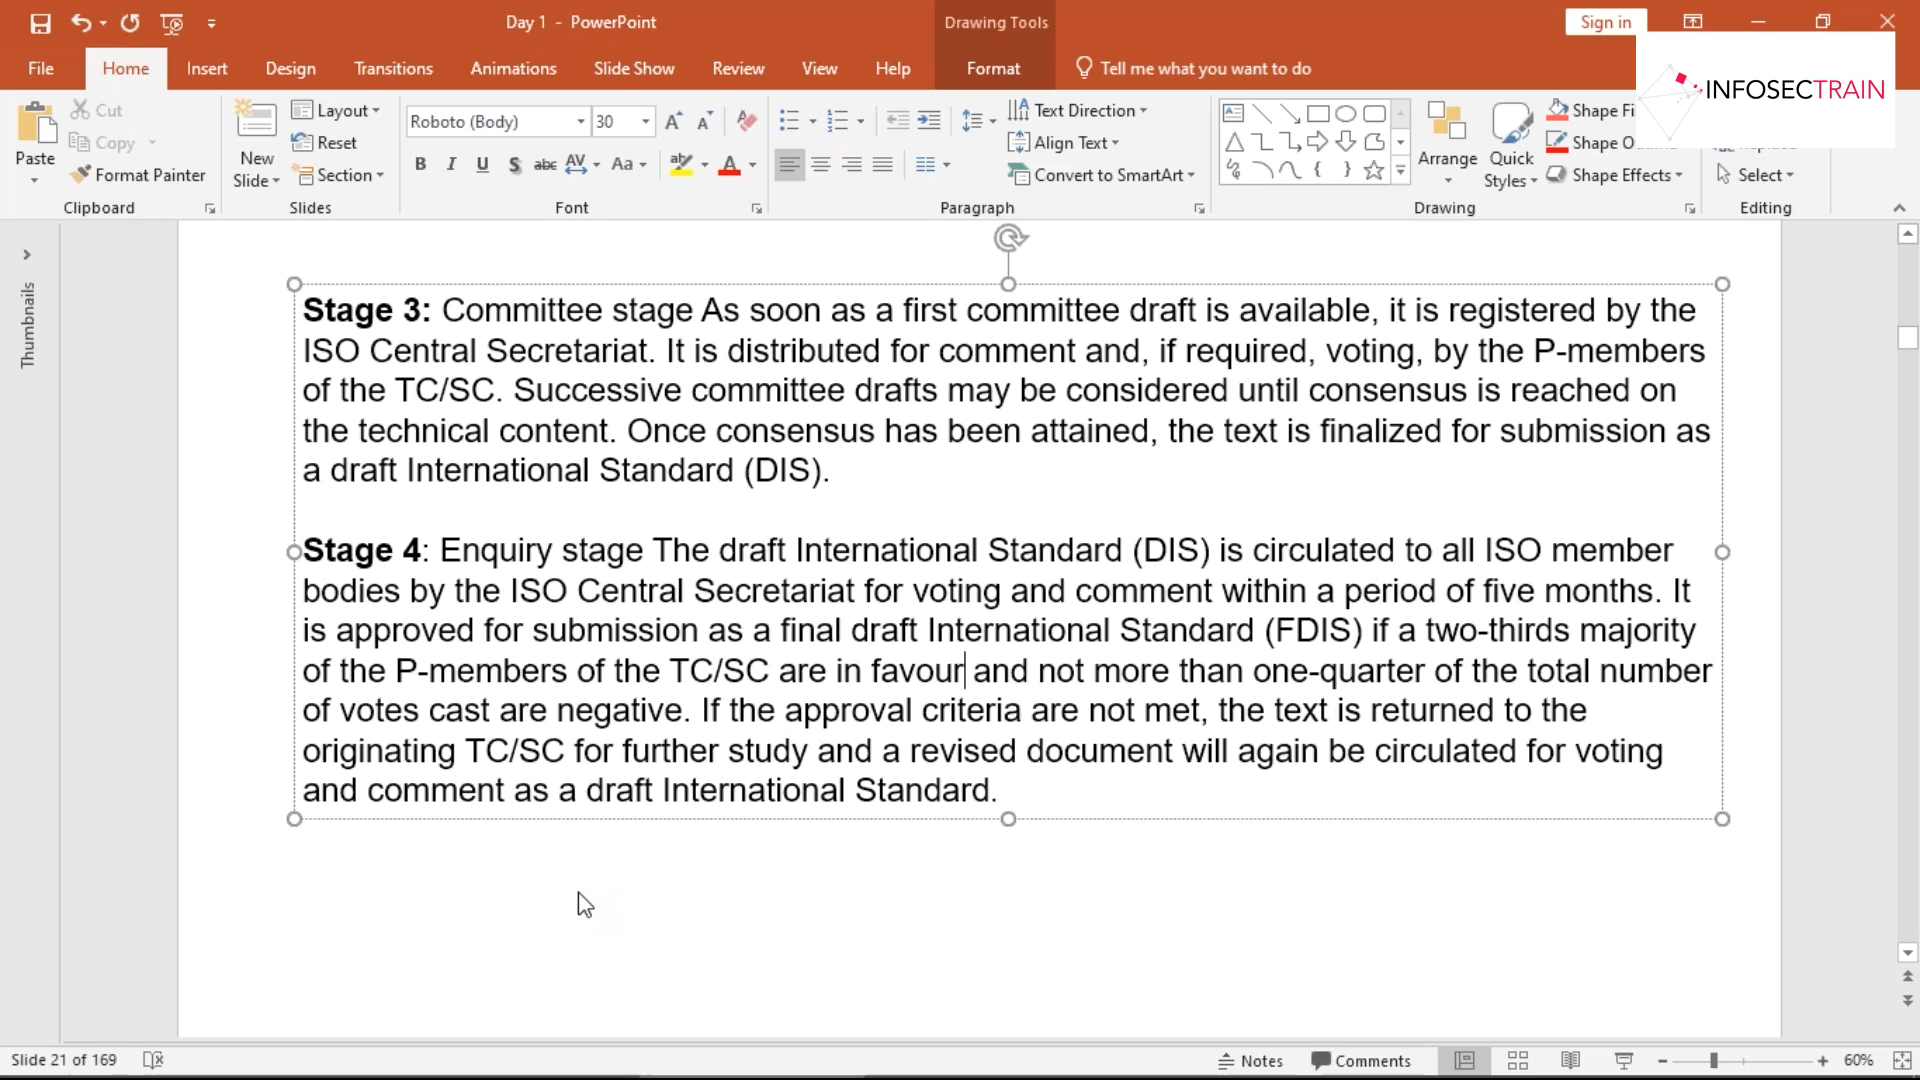 Day 1 - PowerPoint
Drawing Tools
Sign in
File
Home
Insert
Design
Transitions
Animations
Slide Show
Review
View
Help
Format
Tell me what you want to do
INFOSECTRAIN
Paste
Cut
Copy
Format Painter
Clipboard
New
Slide
Layout
Reset
Section
Slides
Roboto (Body)
30
Font
Text Direction
Align Text
Convert to SmartArt
Paragraph
Arrange
Quick
Styles
Shape Fi
Shape O
Shape Effects
Drawing
Select
Editing
Thumbnails
Stage 3: Committee stage As soon as a first committee draft is available, it is registered by the
ISO Central Secretariat. It is distributed for comment and, if required, voting, by the P-members
of the TC/SC. Successive committee drafts may be considered until consensus is reached on
the technical content. Once consensus has been attained, the text is finalized for submission as
a draft International Standard (DIS).
Stage 4: Enquiry stage The draft International Standard (DIS) is circulated to all ISO member
bodies by the ISO Central Secretariat for voting and comment within a period of five months. It
is approved for submission as a final draft International Standard (FDIS) if a two-thirds majority
of the P-members of the TC/SC are in favour and not more than one-quarter of the total number
of votes cast are negative. If the approval criteria are not met, the text is returned to the
originating TC/SC for further study and a revised document will again be circulated for voting
and comment as a draft International Standard.
Slide 21 of 169
Notes
Comments
60%